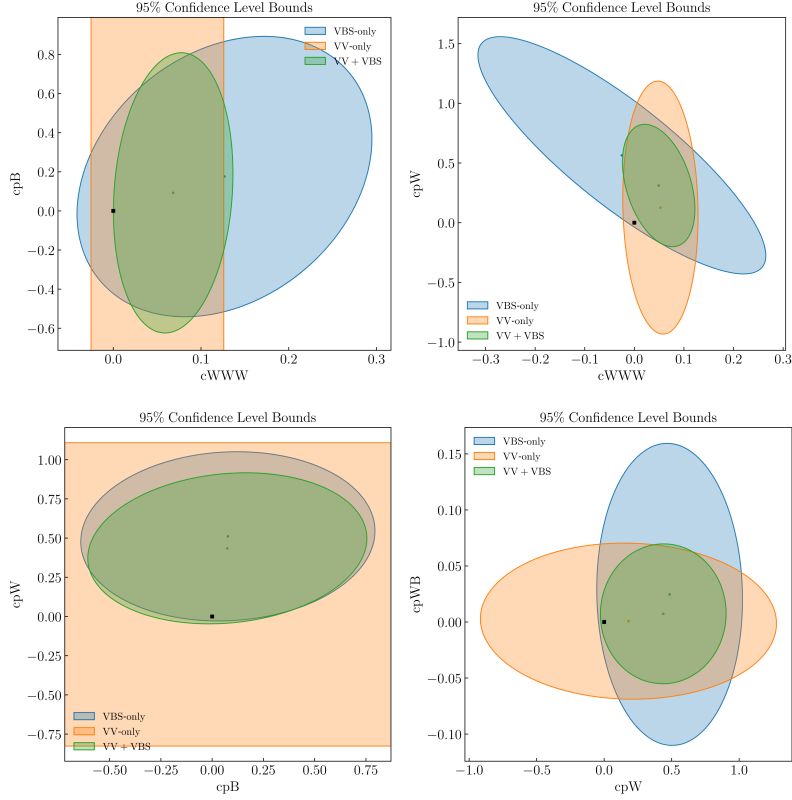 95% Confidence Level Bounds
VBS-only
VV-only
VV + VBS
0.8
0.6
0.4
0.2
0.0
−0.2
−0.4
−0.6
cpB
0.0
0.1
0.2
0.3
cWWW
95% Confidence Level Bounds
1.5
1.0
0.5
0.0
−0.5
−1.0
cpW
VBS-only
VV-only
VV + VBS
−0.3
−0.2
−0.1
0.0
0.1
0.2
0.3
cWWW
95% Confidence Level Bounds
1.00
0.75
0.50
0.25
0.00
−0.25
−0.50
−0.75
cpW
VBS-only
VV-only
VV + VBS
−0.50
−0.25
0.00
0.25
0.50
0.75
cpB
95% Confidence Level Bounds
VBS-only
VV-only
VV + VBS
0.15
0.10
0.05
0.00
−0.05
−0.10
cpWB
−1.0
−0.5
0.0
0.5
1.0
cpW